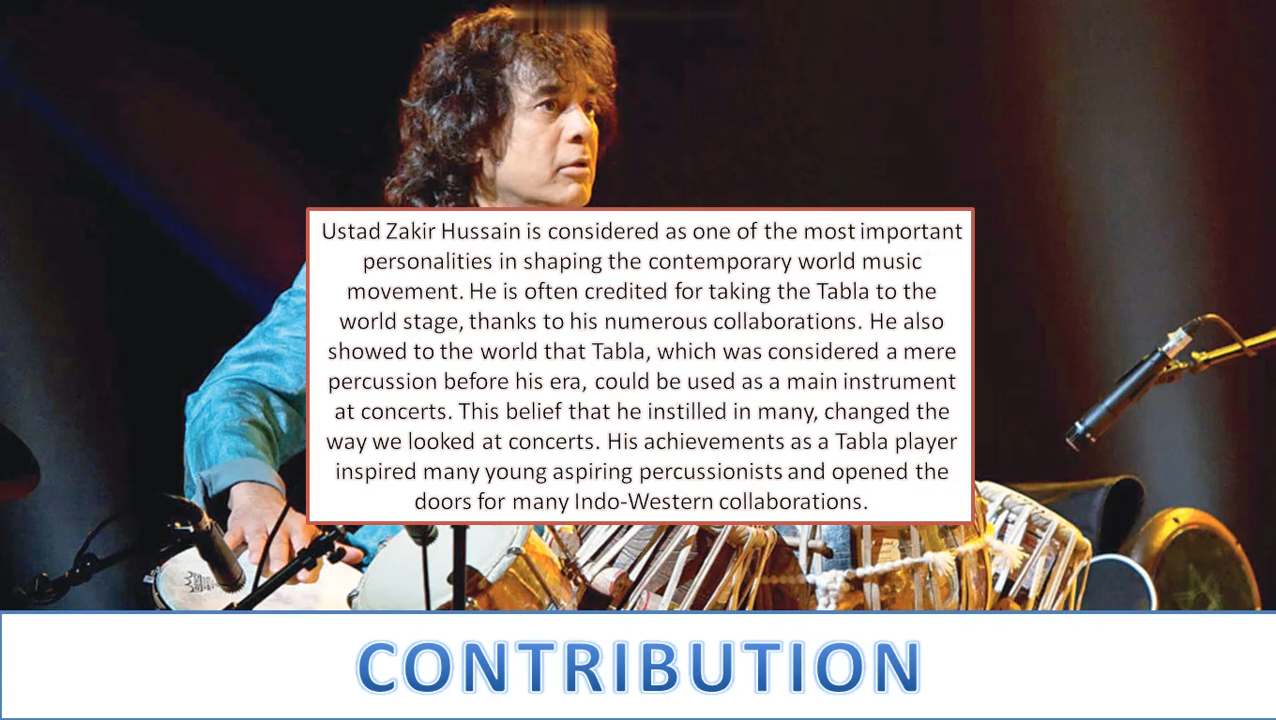 Ustad Zakir Hussain is considered as one of the most important
personalities in shaping the contemporary world music
movement. He is often credited for taking the Tabla to the
world stage, thanks to his numerous collaborations. He also
showed to the world that Tabla, which was considered a mere
percussion before his era, could be used as a main instrument
at concerts. This belief that he instilled in many, changed the
way we looked at concerts. His achievements as a Tabla player
inspired many young aspiring percussionists and opened the
doors for many Indo-Western collaborations.
REMO
CONTRIBUTION